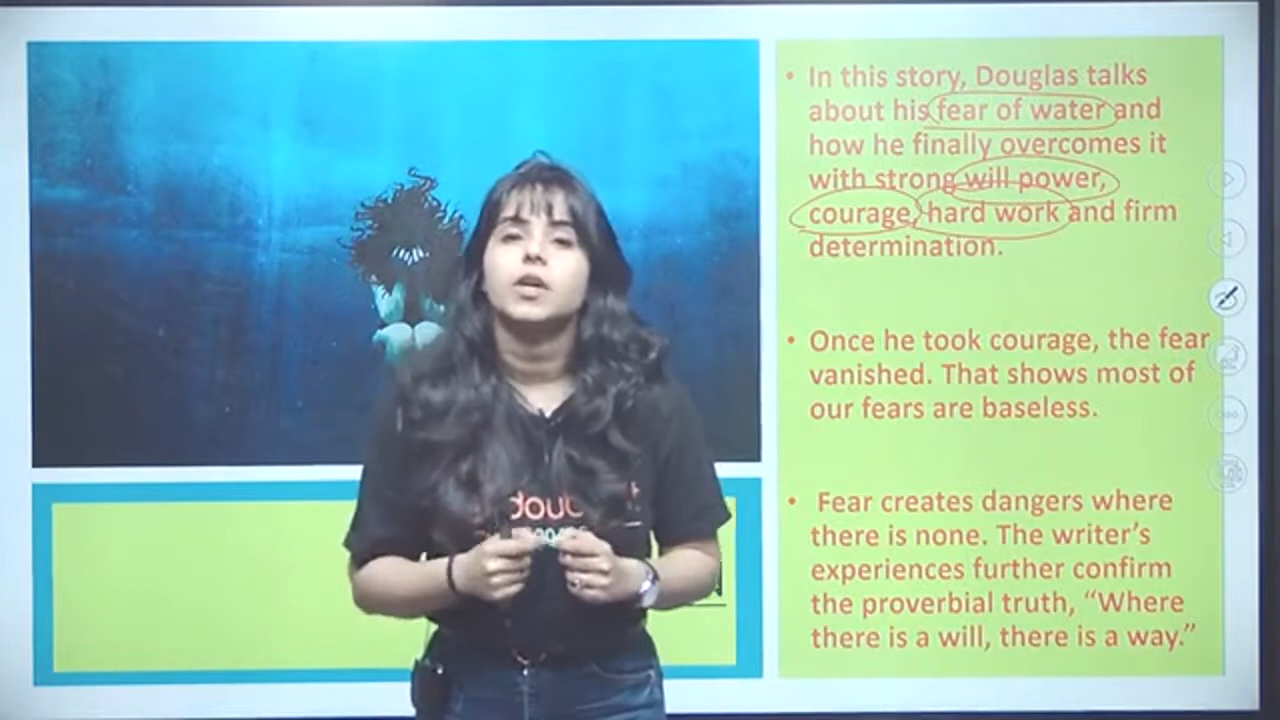 In this story, Douglas talks
about his fear of water and
how he finally overcomes it
with strong will power,
courage, hard work and firm
determination.
Once he took courage, the fear
vanished. That shows most of
our fears are baseless.
Fear creates dangers where
there is none. The writer's
experiences further confirm
the proverbial truth, “Where
there is a will, there is a way.”